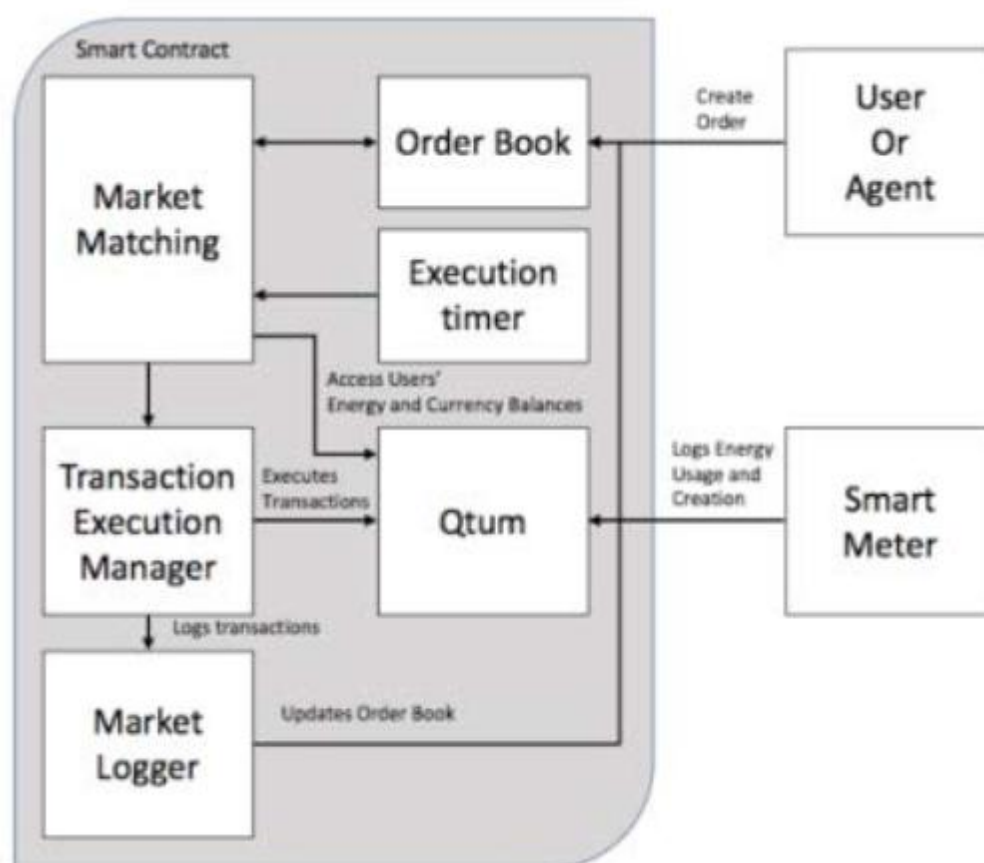 Smart Contract
Market
Matching
Order Book
Create
Order
User
Or
Agent
Execution
timer
Access Users'
Energy and Currency Balances
Transaction
Execution
Manager
Executes
Transactions
Qtum
Logs Energy
Usage and
Creation
Smart
Meter
Logs transactions
Market
Logger
Updates Order Book